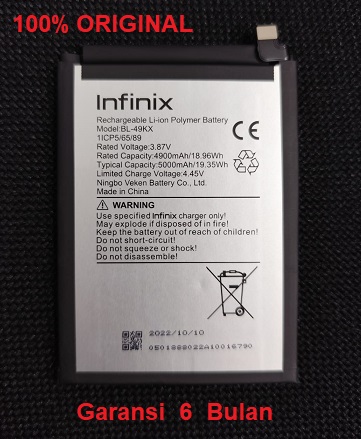 100% ORIGINAL
Infinix
Rechargeable Li-ion Polymer Battery
Model:BL-49KX
1ICP5/65/89
Rated Voltage:3.87V
Rated Capacity:4900mAh/18.96Wh
Typical Capacity:5000mAh/19.35Wh
Limited Charge Voltage:4.45V
Ningbo Veken Battery Co., Ltd.
Made in China
CE
WARNING
Use specified Infinix charger only!
May explode if disposed of in fire!
Keep the battery out of reach of children!
Do not short-circuit!
Do not squeeze or shock!
Do not disassemble!
2022/10/10
0501888022A10016790
Garansi 6 Bulan